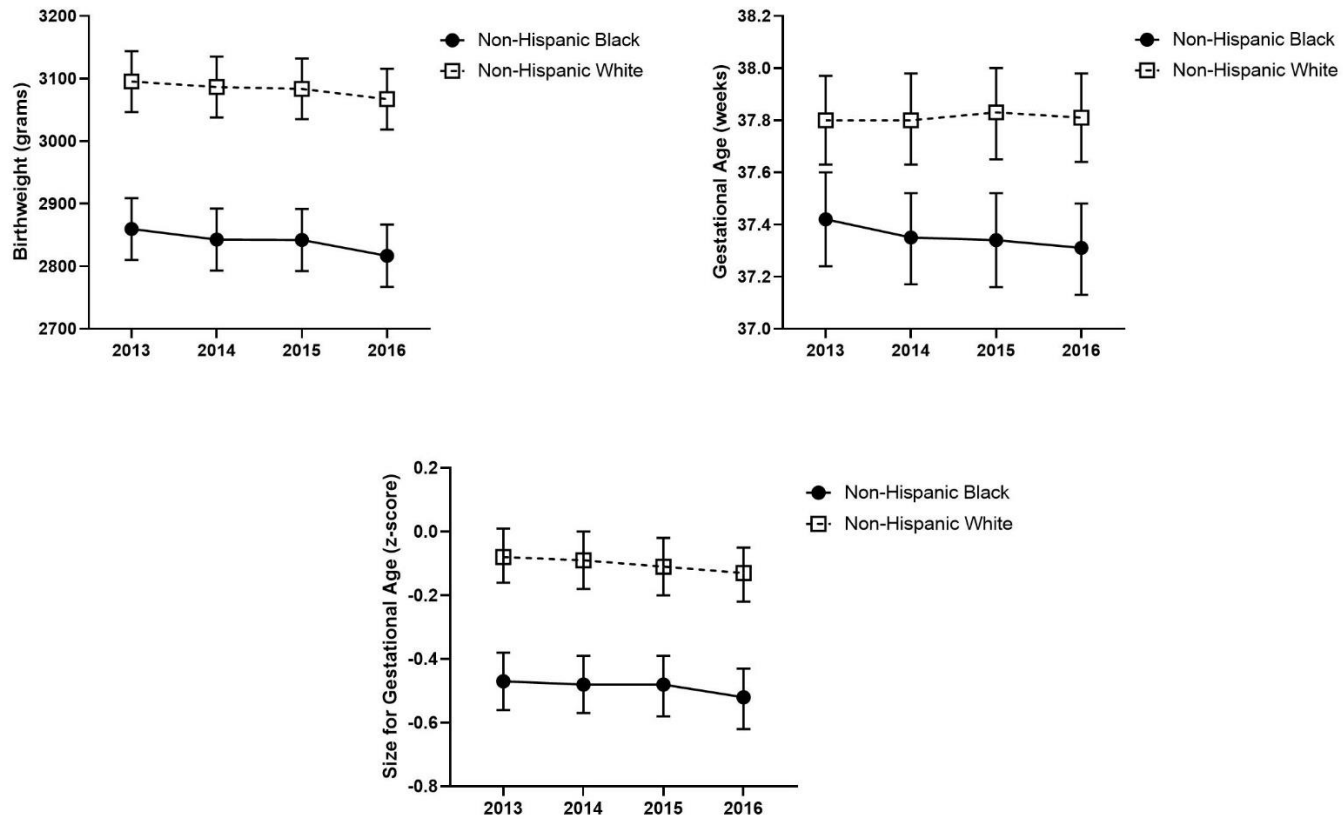 Birthweight (grams)
3200
3100
3000
2900
2800
2700
2013 2014 2015 2016
Non-Hispanic Black
Non-Hispanic White
Gestational Age (weeks)
38.2
38.0
37.8
37.6
37.4
37.2
37.0
2013 2014 2015 2016
Non-Hispanic Black
Non-Hispanic White
Size for Gestational Age (z-score)
0.2
0.0
-0.2
-0.4
-0.6
-0.8
2013 2014 2015 2016
Non-Hispanic Black
Non-Hispanic White